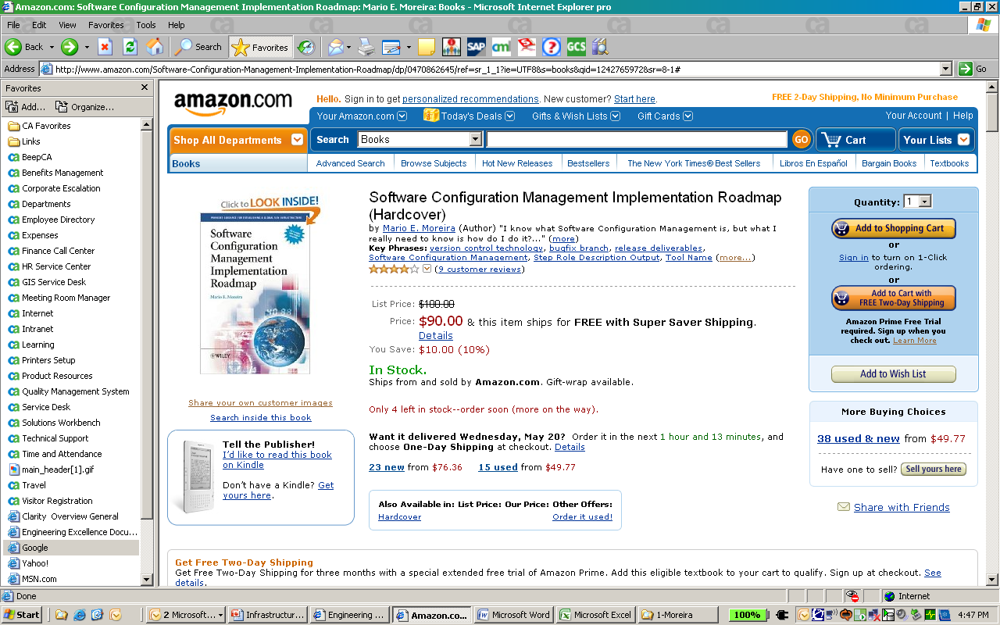 Amazon.com: Software Configuration Management Implementation Roadmap: Mario E. Moreira: Books - Microsoft Internet Explorer pro
File Edit View Favorites Tools Help
Back Search Favorites SAP cmi GCS
Address http://www.amazon.com/Software-Configuration-Management-Implementation-Roadmap/dp/0470862645/ref=sr_1_1?ie=UTF8&s=books&qid=1242765972&sr=8-1# Go
Favorites
Add... Organize...
CA Favorites
Links
BeepCA
Benefits Management
Corporate Escalation
Departments
Employee Directory
Expenses
Finance Call Center
HR Service Center
GIS Service Desk
Meeting Room Manager
Internet
Intranet
Learning
Printers Setup
Product Resources
Quality Management System
Service Desk
Solutions Workbench
Technical Support
Time and Attendance
main_header[1].gif
Travel
Visitor Registration
Clarity Overview General
Engineering Excellence Docu...
Google
Yahoo!
MSN.com
amazon.com
Hello. Sign in to get personalized recommendations. New customer? Start here.
FREE 2-Day Shipping, No Minimum Purchase
Your Amazon.com Today's Deals Gifts & Wish Lists Gift Cards Your Account | Help
Shop All Departments Search Books GO Cart Your Lists
Books Advanced Search Browse Subjects Hot New Releases Bestsellers The New York Times® Best Sellers Libros En Español Bargain Books Textbooks
Click to LOOK INSIDE!
Software
Configuration
Management
Implementation
Roadmap
Mario E. Moreira
WILEY
Share your own customer images
Search inside this book
Tell the Publisher!
I'd like to read this book
on Kindle
Don't have a Kindle? Get
yours here.
Software Configuration Management Implementation Roadmap
(Hardcover)
by Mario E. Moreira (Author) "I know what Software Configuration Management is, but what I
really need to know is how do I do it?..." (more)
Key Phrases: version control technology, bugfix branch, release deliverables,
Software Configuration Management, Step Role Description Output, Tool Name (more...)
(9 customer reviews)
List Price: $100.00
Price: $90.00 & this item ships for FREE with Super Saver Shipping.
Details
You Save: $10.00 (10%)
In Stock.
Ships from and sold by Amazon.com. Gift-wrap available.
Only 4 left in stock--order soon (more on the way).
Want it delivered Wednesday, May 20? Order it in the next 1 hour and 13 minutes, and
choose One-Day Shipping at checkout. Details
23 new from $76.36 15 used from $49.77
Also Available in: List Price: Our Price: Other Offers:
Hardcover Order it used!
Quantity: 1
Add to Shopping Cart
or
Sign in to turn on 1-Click
ordering.
or
Add to Cart with
FREE Two-Day Shipping
Amazon Prime Free Trial
required. Sign up when you
check out. Learn More
Add to Wish List
More Buying Choices
38 used & new from $49.77
Have one to sell? Sell yours here
Share with Friends
Get Free Two-Day Shipping
Get Free Two-Day Shipping for three months with a special extended free trial of Amazon Prime. Add this eligible textbook to your cart to qualify. Sign up at checkout. See
details.
Done Internet
Start 2 Microsoft... Infrastructur... Engineering ... Amazon.co... Microsoft Word Microsoft Excel 1-Moreira 100% 4:47 PM